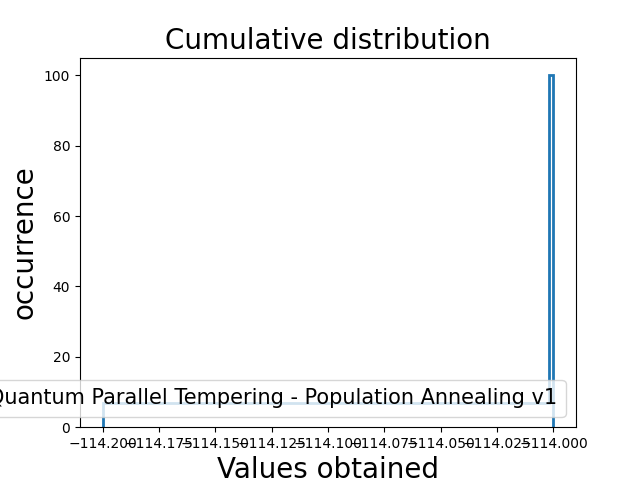 Cumulative distribution
occurrence
100
80
60
40
20
0
Quantum Parallel Tempering - Population Annealing v1
−114.200 −114.175 −114.150 −114.125 −114.100 −114.075 −114.050 −114.025 −114.000
Values obtained